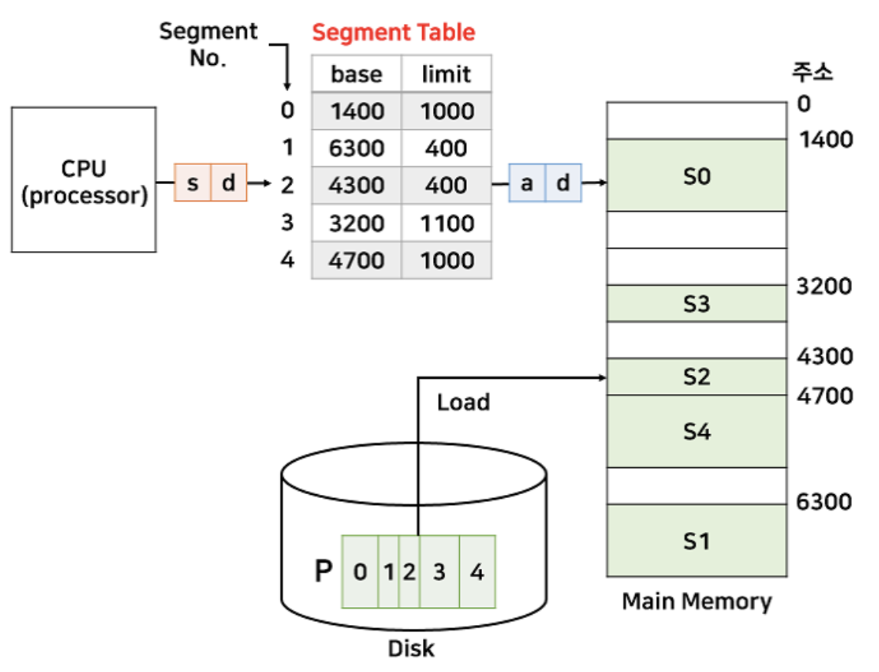 Segment
No.
Segment Table
base limit
0 1400 1000
1 6300 400
2 4300 400
3 3200 1100
4 4700 1000
CPU
(processor)
s d
a d
주소
0
1400
S0
3200
S3
4300
S2
4700
S4
6300
S1
Main Memory
Load
P 0 1 2 3 4
Disk